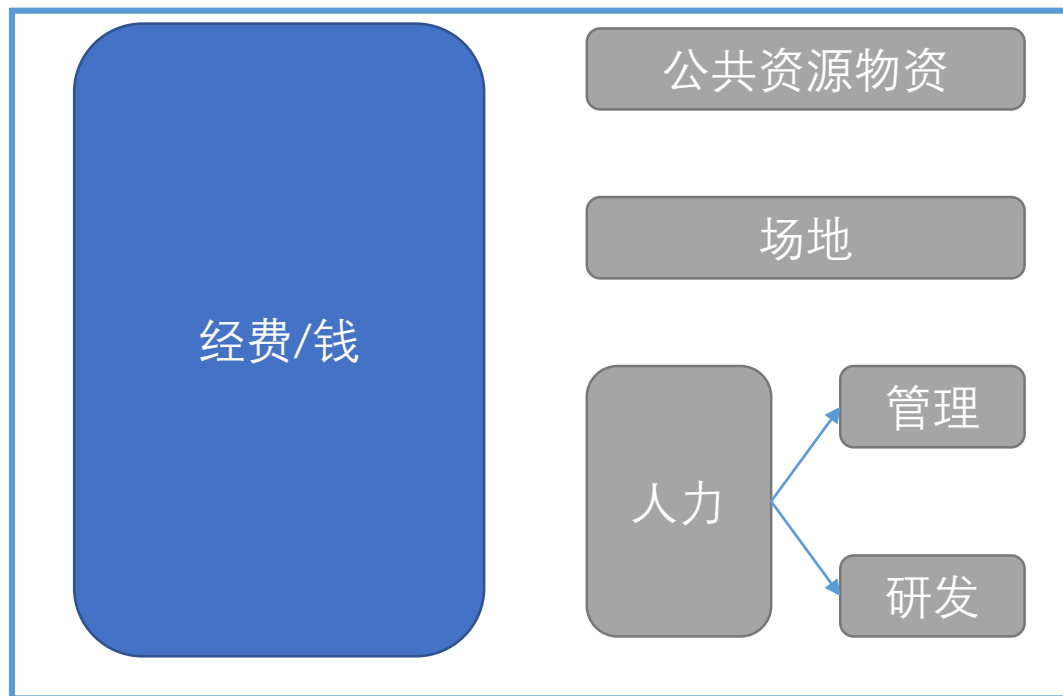 经费/钱
公共资源物资
场地
人力
管理
研发